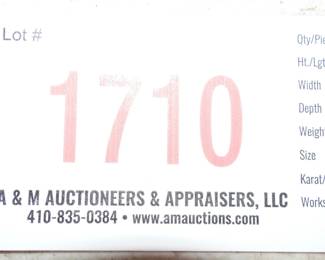 Lot #
1710
A & M AUCTIONEERS & APPRAISERS, LLC
410-835-0384 • www.amauctions.com
Qty/Pie
Ht./Lgt
Width
Depth
Weight
Size
Karat/
Works